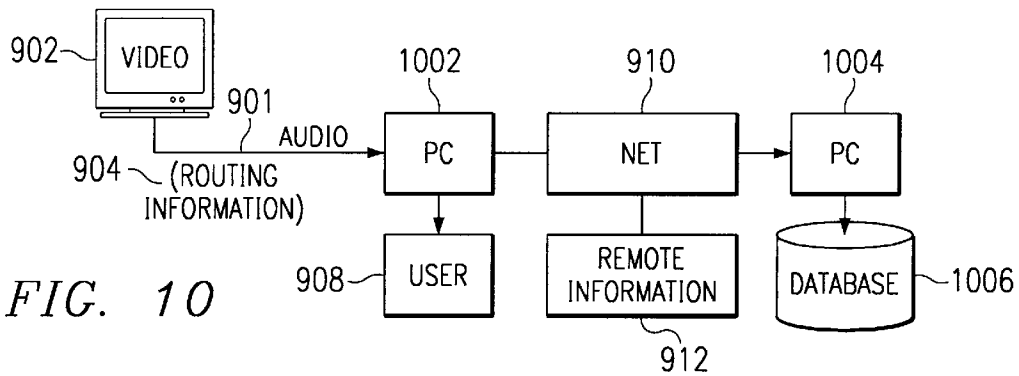 902
VIDEO
901
AUDIO
904
(ROUTING
INFORMATION)
1002
PC
910
NET
1004
PC
908
USER
REMOTE
INFORMATION
912
DATABASE
1006
FIG. 10